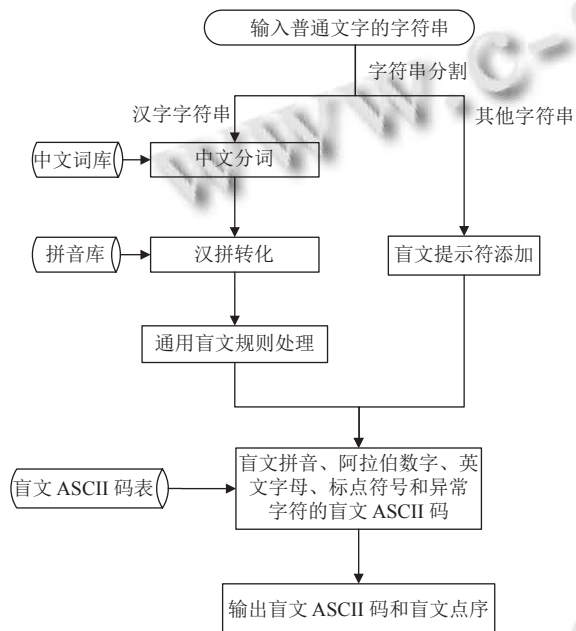 输入普通文字的字符串
字符串分割
汉字字符串
其他字符串
中文词库
中文分词
拼音库
汉拼转化
盲文提示符添加
通用盲文规则处理
盲文 ASCII 码表
盲文拼音、阿拉伯数字、英
文字母、标点符号和异常
字符的盲文 ASCII 码
输出盲文 ASCII 码和盲文点序
www.c-